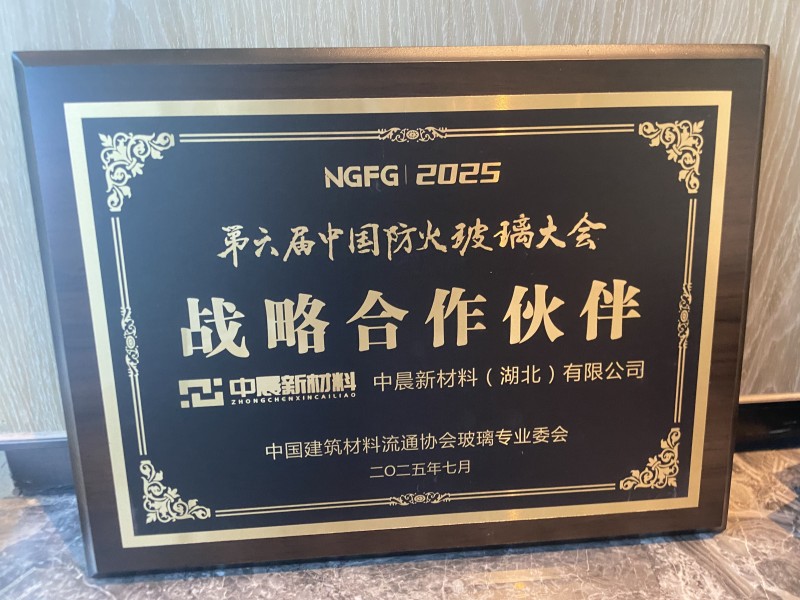 NGFG | 2025
第六届中国防火玻璃大会
战略合作伙伴
中晨新材料 中晨新材料（湖北）有限公司
ZHONGCHENXINCAILIAO
中国建筑材料流通协会玻璃专业委会
二〇二五年七月